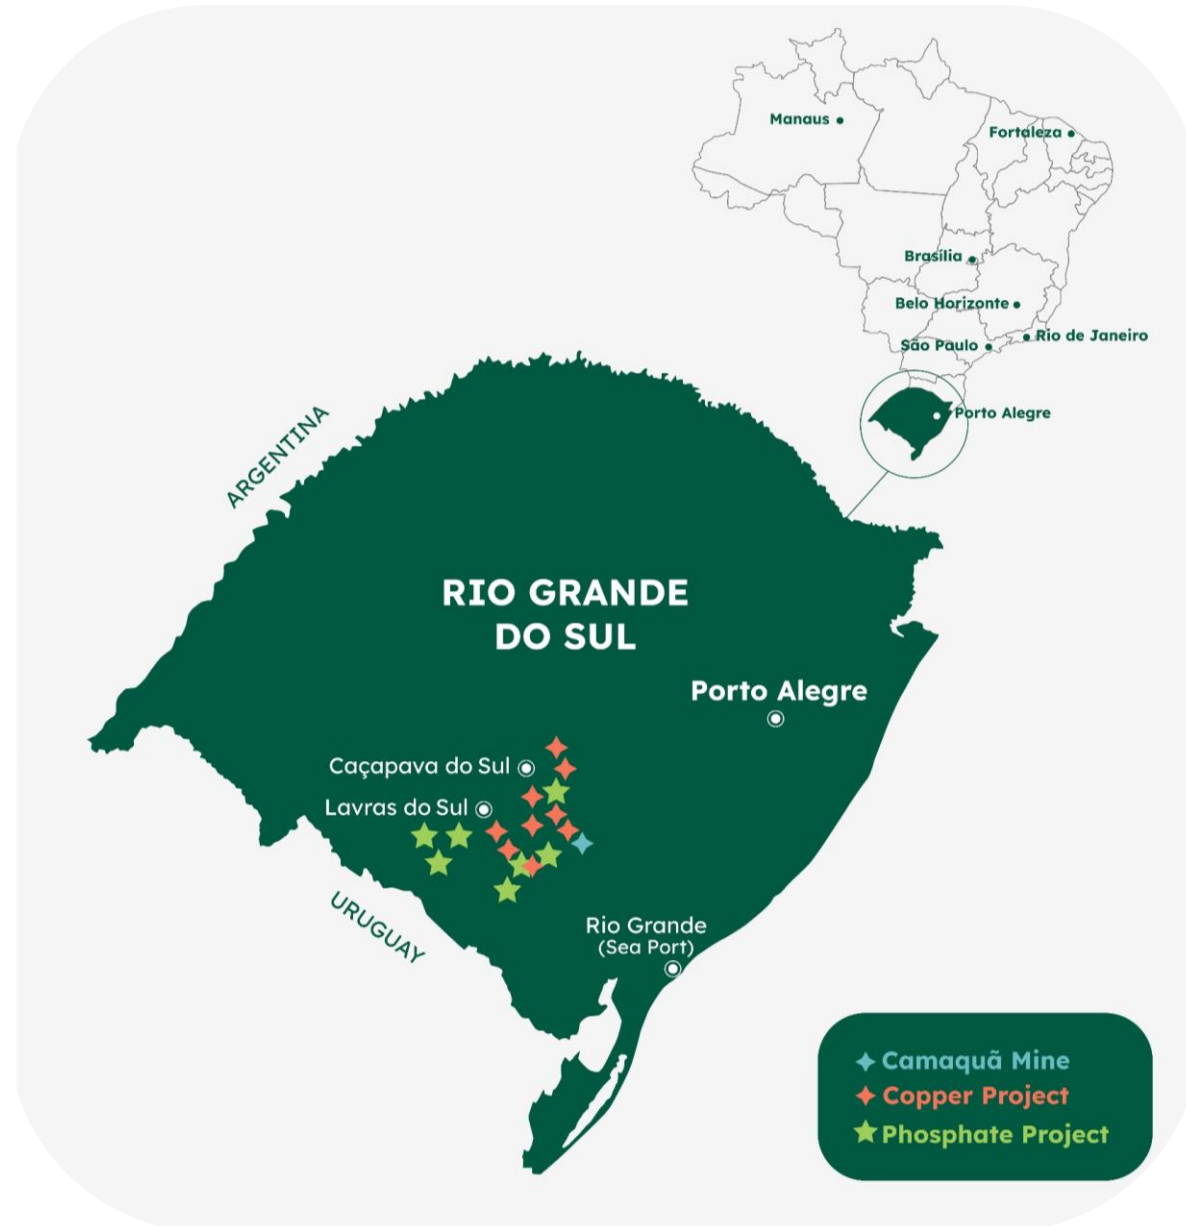 Manaus
Fortaleza
Brasília
Belo Horizonte
Rio de Janeiro
São Paulo
Porto Alegre
ARGENTINA
RIO GRANDE
DO SUL
Porto Alegre
Caçapava do Sul
Lavras do Sul
URUGUAY
Rio Grande
(Sea Port)
Camaquã Mine
Copper Project
Phosphate Project